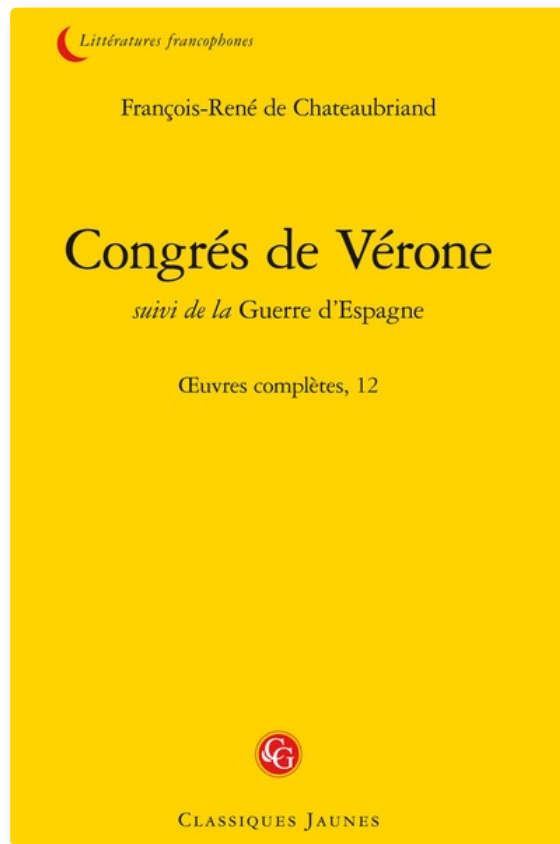 Littératures francophones
François-René de Chateaubriand
Congrés de Vérone
suivi de la Guerre d'Espagne
Œuvres complètes, 12
CG
CLASSIQUES JAUNES